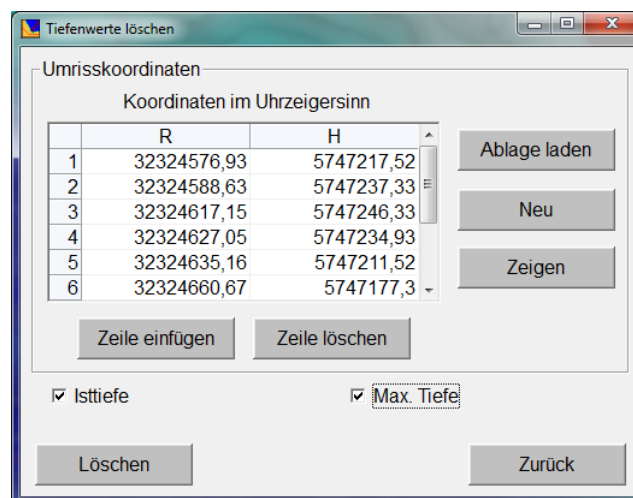 Tiefenwerte löschen
Umrisskoordinaten
Koordinaten im Uhrzeigersinn
R H
1 32324576,93 5747217,52
2 32324588,63 5747237,33
3 32324617,15 5747246,33
4 32324627,05 5747234,93
5 32324635,16 5747211,52
6 32324660,67 5747177,3
Ablage laden
Neu
Zeigen
Zeile einfügen Zeile löschen
Isttiefe Max. Tiefe
Löschen Zurück